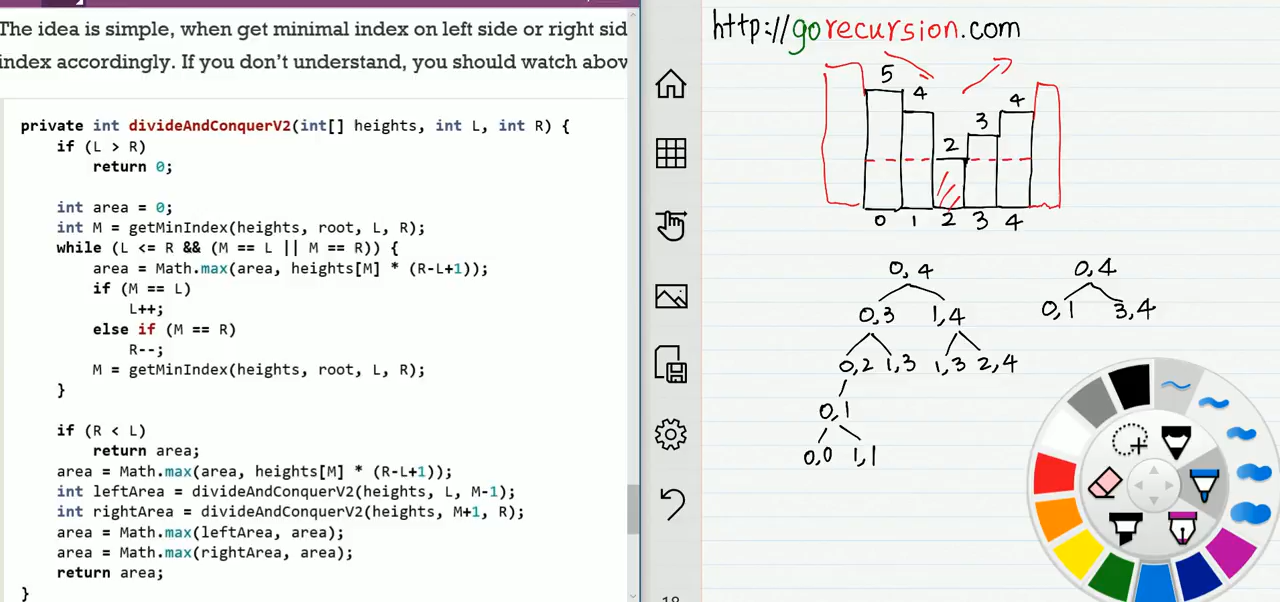 The idea is simple, when get minimal index on left side or right sid
index accordingly. If you don't understand, you should watch abov
private int divideAndConquerV2(int[] heights, int L, int R) {
if (L > R)
return 0;
int area = 0;
int M = getMinIndex(heights, root, L, R);
while (L <= R && (M == L || M == R)) {
area = Math.max(area, heights[M] * (R-L+1));
if (M == L)
L++;
else if (M == R)
R--;
M = getMinIndex(heights, root, L, R);
}
if (R < L)
return area;
area = Math.max(area, heights[M] * (R-L+1));
int leftArea = divideAndConquerV2(heights, L, M-1);
int rightArea = divideAndConquerV2(heights, M+1, R);
area = Math.max(leftArea, area);
area = Math.max(rightArea, area);
return area;
}
http://gorecursion.com
5
4
2
3
4
0 1 2 3 4
0,4
0,3 1,4
0,2 1,3 1,3 2,4
0,1
0,0 1,1
0,4
0,1 3,4